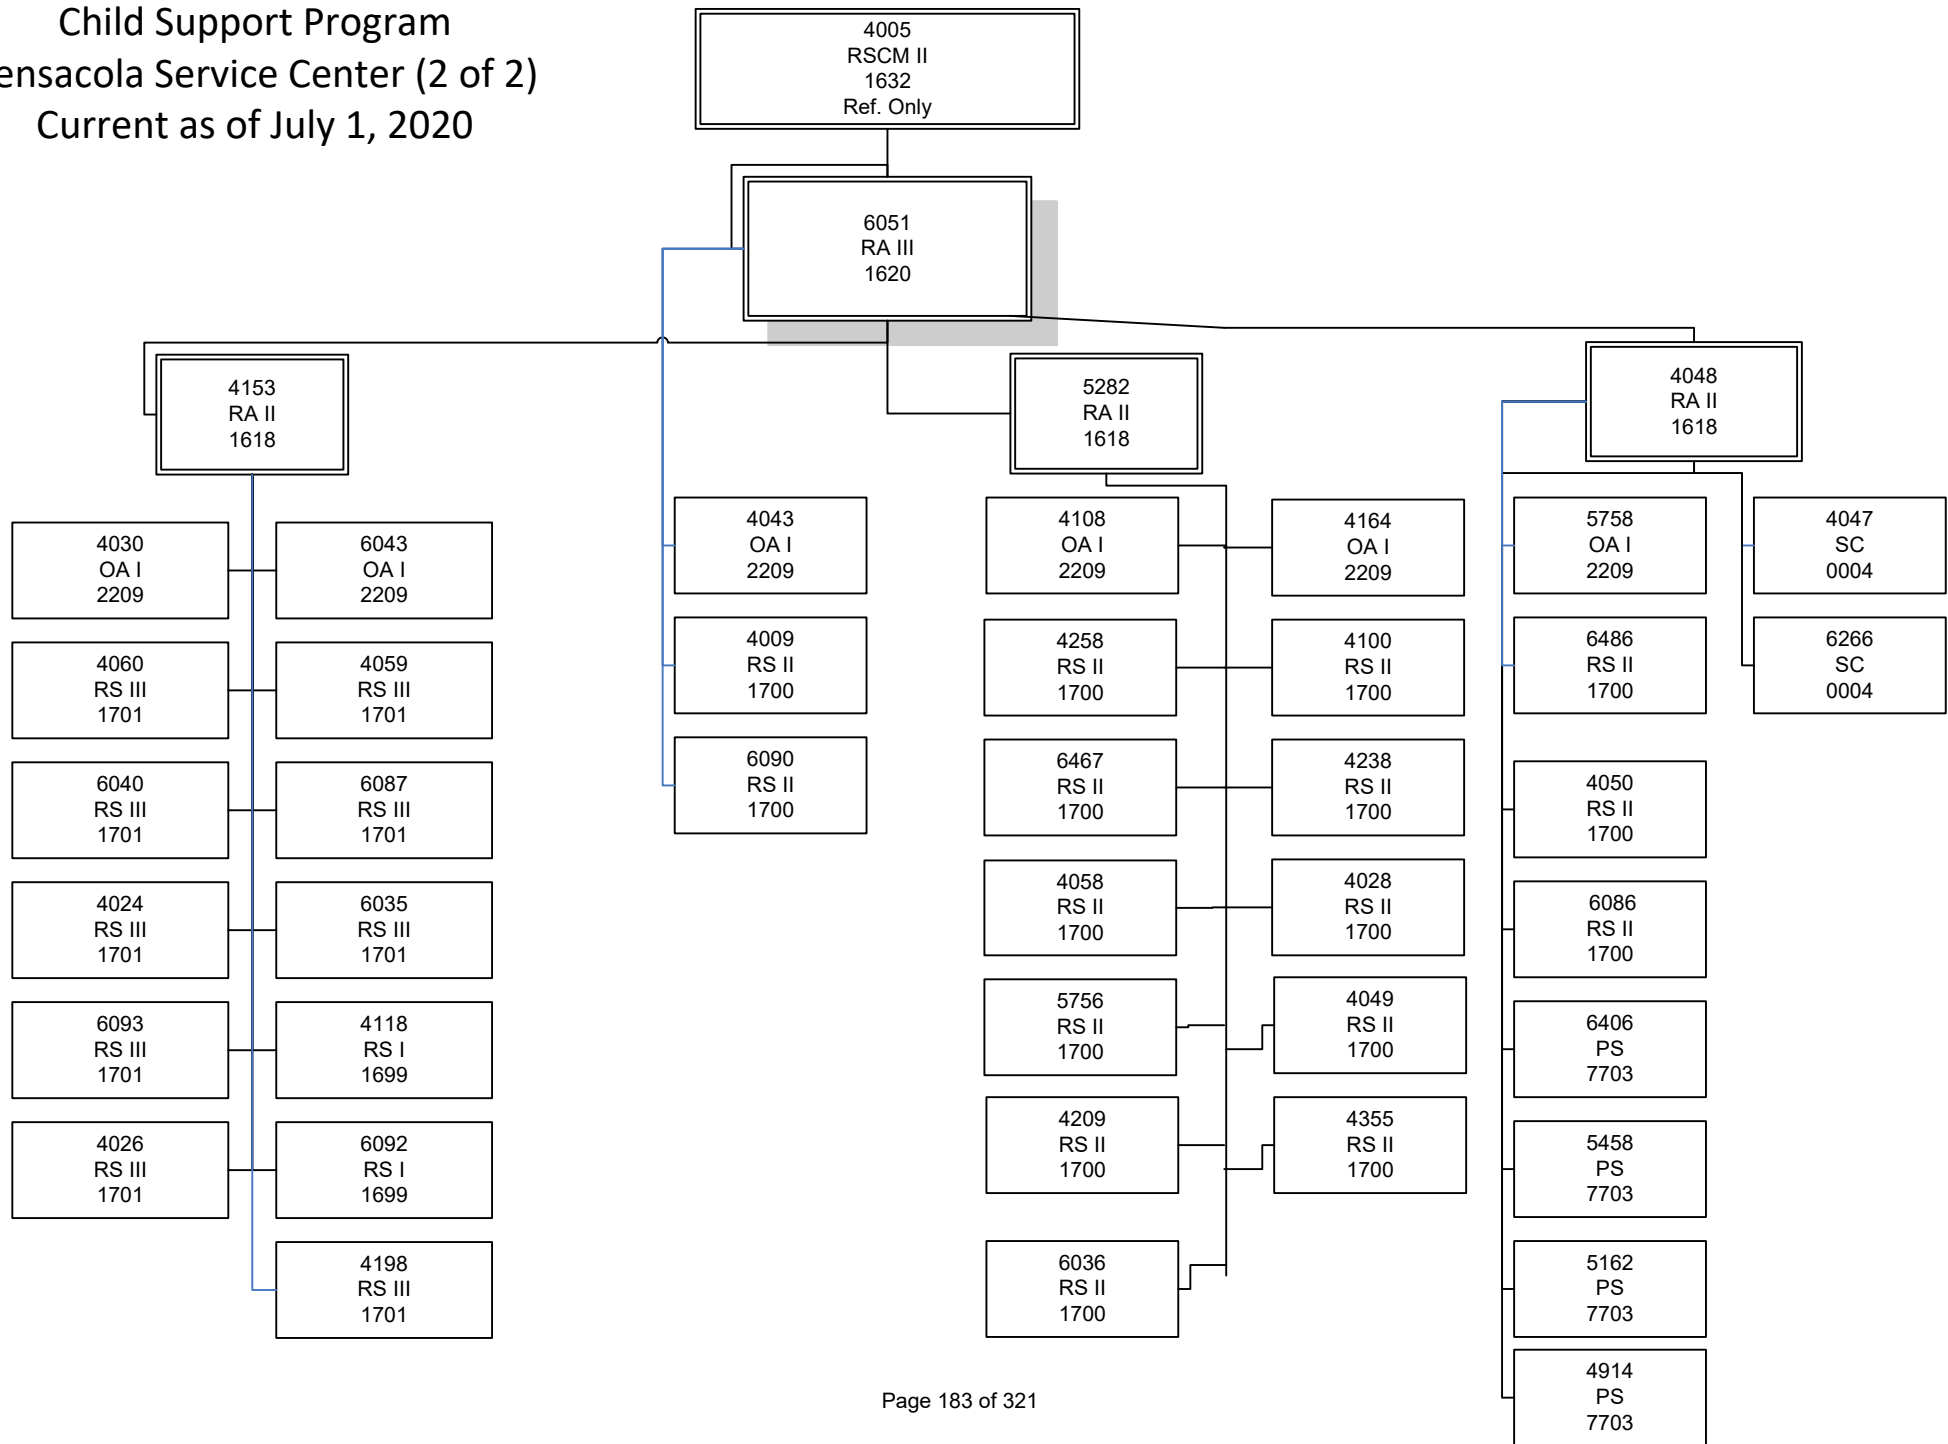 Child Support Program
ensacola Service Center (2 of 2)
Current as of July 1, 2020
4005
RSCM II
1632
Ref. Only
6051
RA III
1620
4153
RA II
1618
5282
RA II
1618
4048
RA II
1618
4030
OA I
2209
6043
OA I
2209
4060
RS III
1701
4059
RS III
1701
6040
RS III
1701
6087
RS III
1701
4024
RS III
1701
6035
RS III
1701
6093
RS III
1701
4118
RS I
1699
4026
RS III
1701
6092
RS I
1699
4198
RS III
1701
4043
OA I
2209
4009
RS II
1700
6090
RS II
1700
4108
OA I
2209
4164
OA I
2209
4258
RS II
1700
4100
RS II
1700
6467
RS II
1700
4238
RS II
1700
4058
RS II
1700
4028
RS II
1700
5756
RS II
1700
4049
RS II
1700
4209
RS II
1700
4355
RS II
1700
6036
RS II
1700
5758
OA I
2209
4047
SC
0004
6486
RS II
1700
6266
SC
0004
4050
RS II
1700
6086
RS II
1700
6406
PS
7703
5458
PS
7703
5162
PS
7703
4914
PS
7703
Page 183 of 321